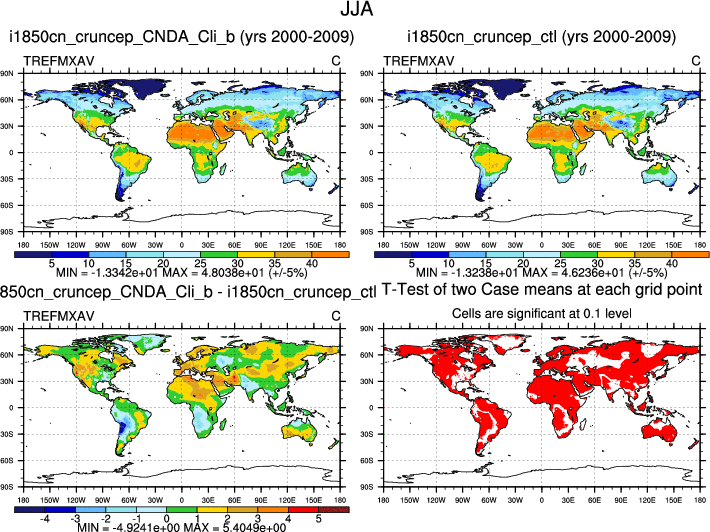 JJA
i1850cn_cruncep_CNDA_Cli_b (yrs 2000-2009)
i1850cn_cruncep_ctl (yrs 2000-2009)
TREFMXAV C
TREFMXAV C
90N
60N
30N
0
30S
60S
90S
180 150W 120W 90W 60W 30W 0 30E 60E 90E 120E 150E 180
90N
60N
30N
0
30S
60S
90S
180 150W 120W 90W 60W 30W 0 30E 60E 90E 120E 150E 180
5 10 15 20 25 30 35 40
MIN = -1.3342e+01 MAX = 4.8038e+01 (+/-5%)
5 10 15 20 25 30 35 40
MIN = -1.3238e+01 MAX = 4.6236e+01 (+/-5%)
850cn_cruncep_CNDA_Cli_b - i1850cn_cruncep_ctl
T-Test of two Case means at each grid point
TREFMXAV C
Cells are significant at 0.1 level
90N
60N
30N
0
30S
60S
90S
180 150W 120W 90W 60W 30W 0 30E 60E 90E 120E 150E 180
90N
60N
30N
0
30S
60S
90S
180 150W 120W 90W 60W 30W 0 30E 60E 90E 120E 150E 180
-4 -3 -2 -1 0 1 2 3 4 5
MIN = -4.9241e+00 MAX = 5.4049e+00